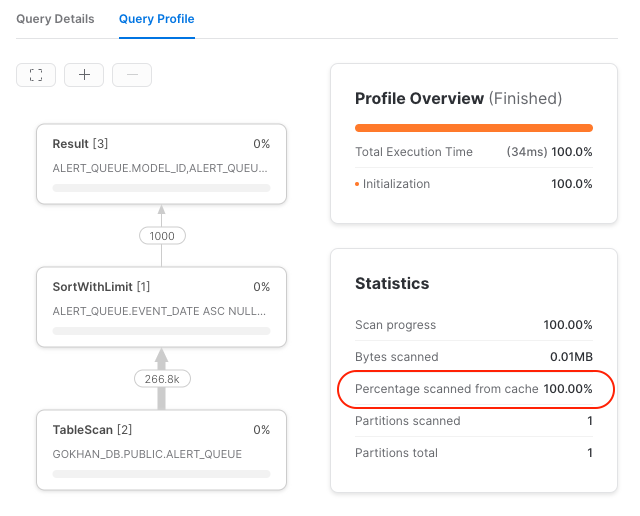 Query Details Query Profile
Result [3] 0%
ALERT_QUEUE.MODEL_ID,ALERT_QUEU...
1000
SortWithLimit [1] 0%
ALERT_QUEUE.EVENT_DATE ASC NULL...
266.8k
TableScan [2] 0%
GOKHAN_DB.PUBLIC.ALERT_QUEUE
Profile Overview (Finished)
Total Execution Time (34ms) 100.0%
Initialization 100.0%
Statistics
Scan progress 100.00%
Bytes scanned 0.01MB
Percentage scanned from cache 100.00%
Partitions scanned 1
Partitions total 1